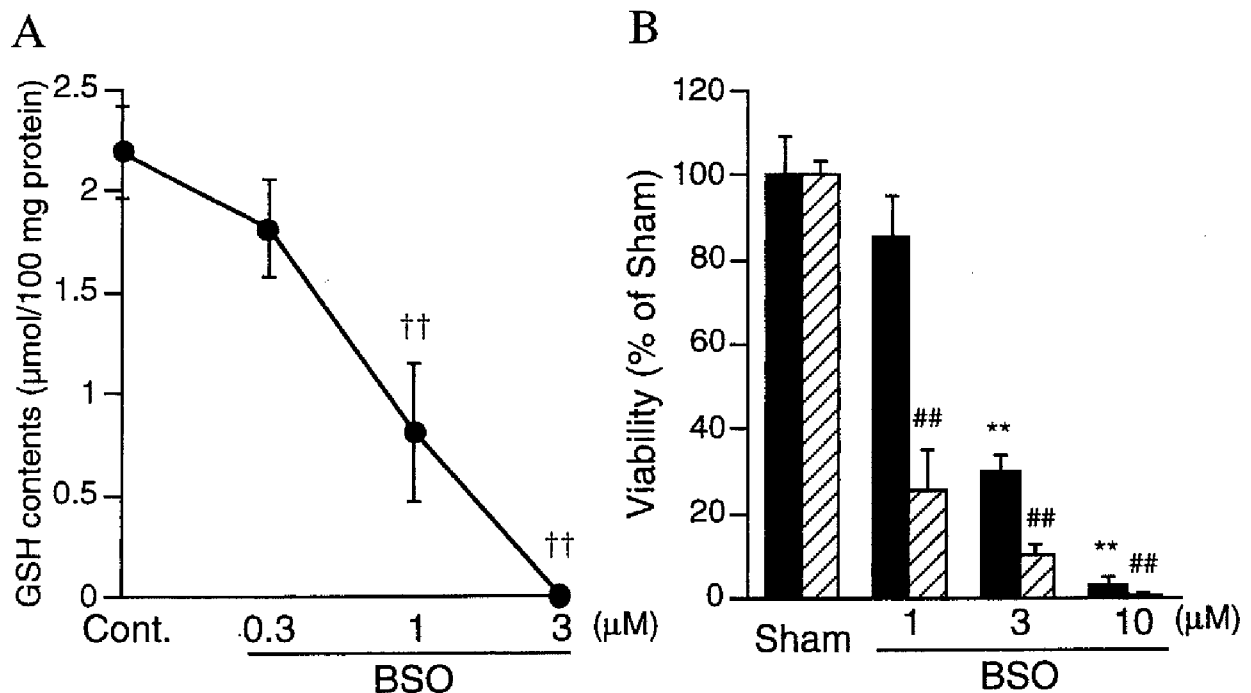 A
GSH contents (µmol/100 mg protein)
2.5
2
1.5
1
0.5
0
††
††
Cont.
0.3
1
3
(µM)
BSO
B
Viability (% of Sham)
120
100
80
60
40
20
0
##
**
##
**
##
Sham
1
3
10
(µM)
BSO